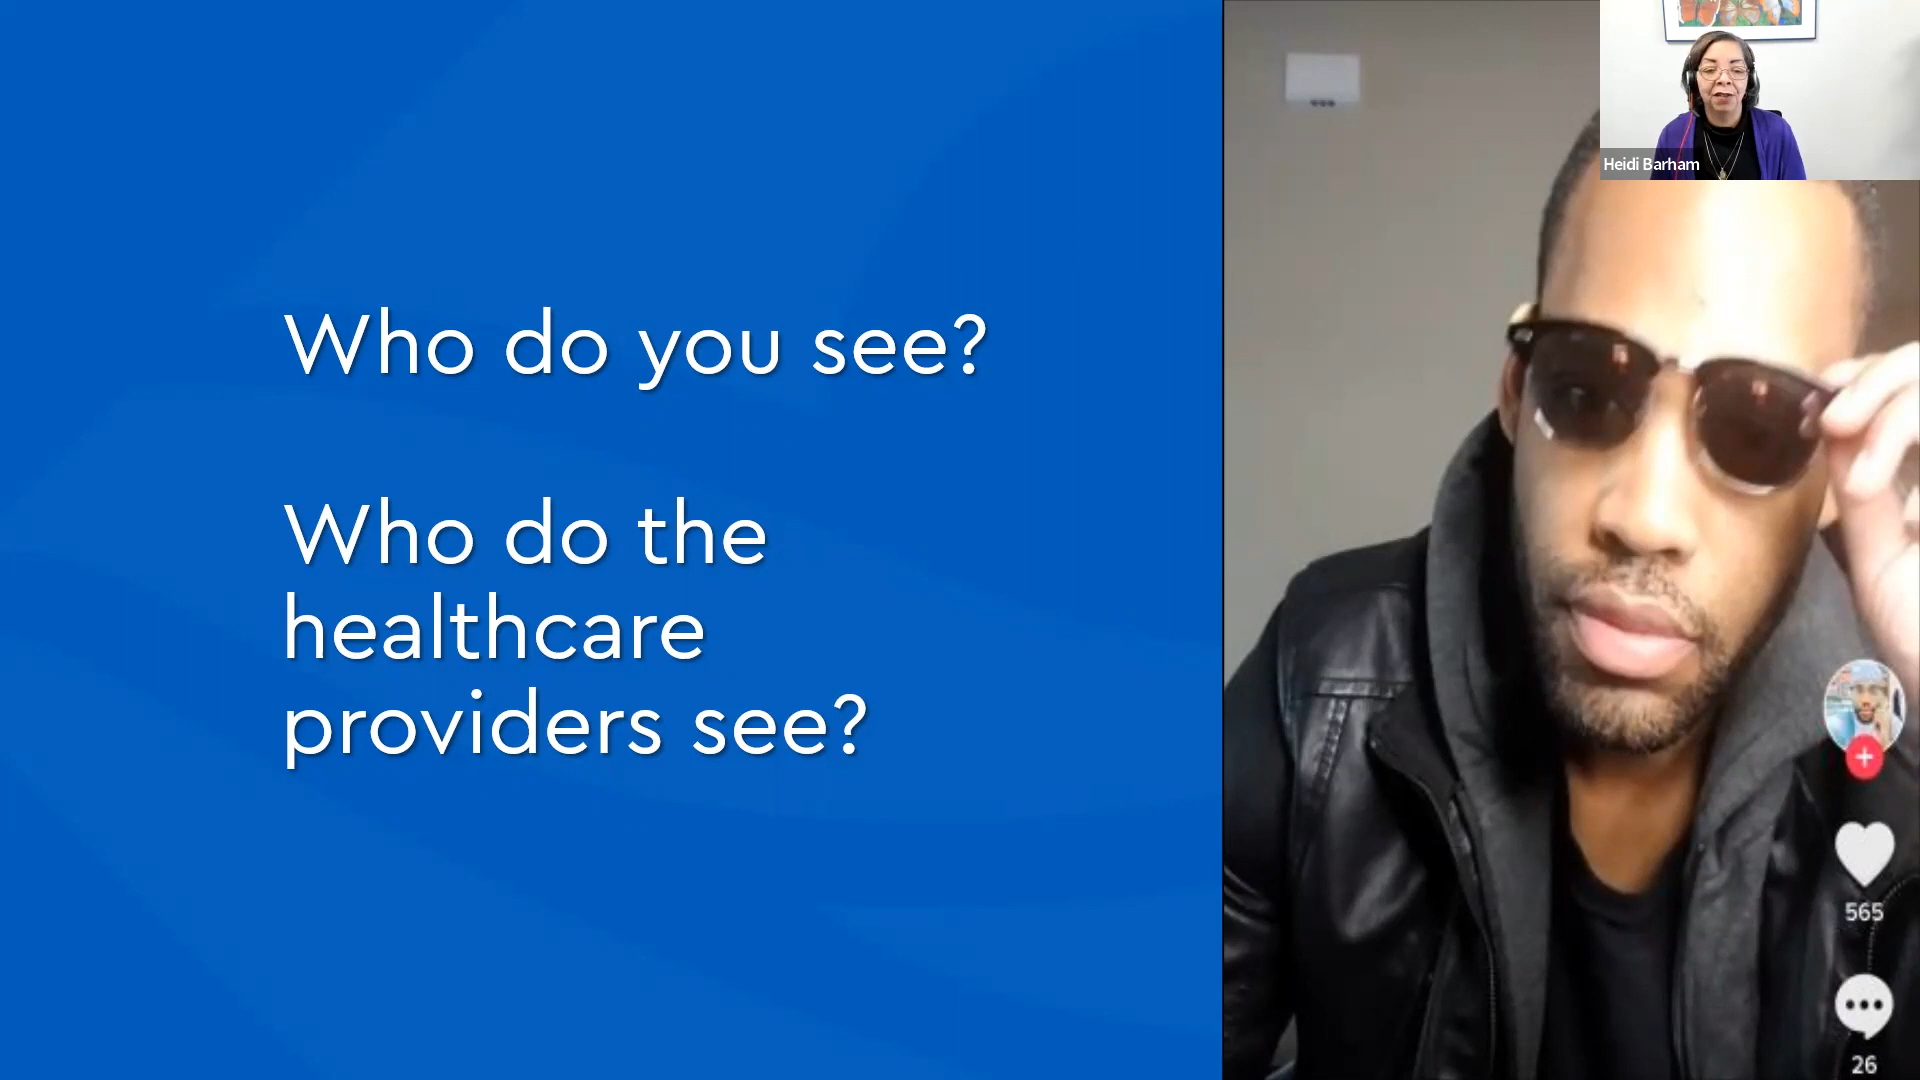 Who do you see?
Who do the
healthcare
providers see?
Heidi Barham
565
26